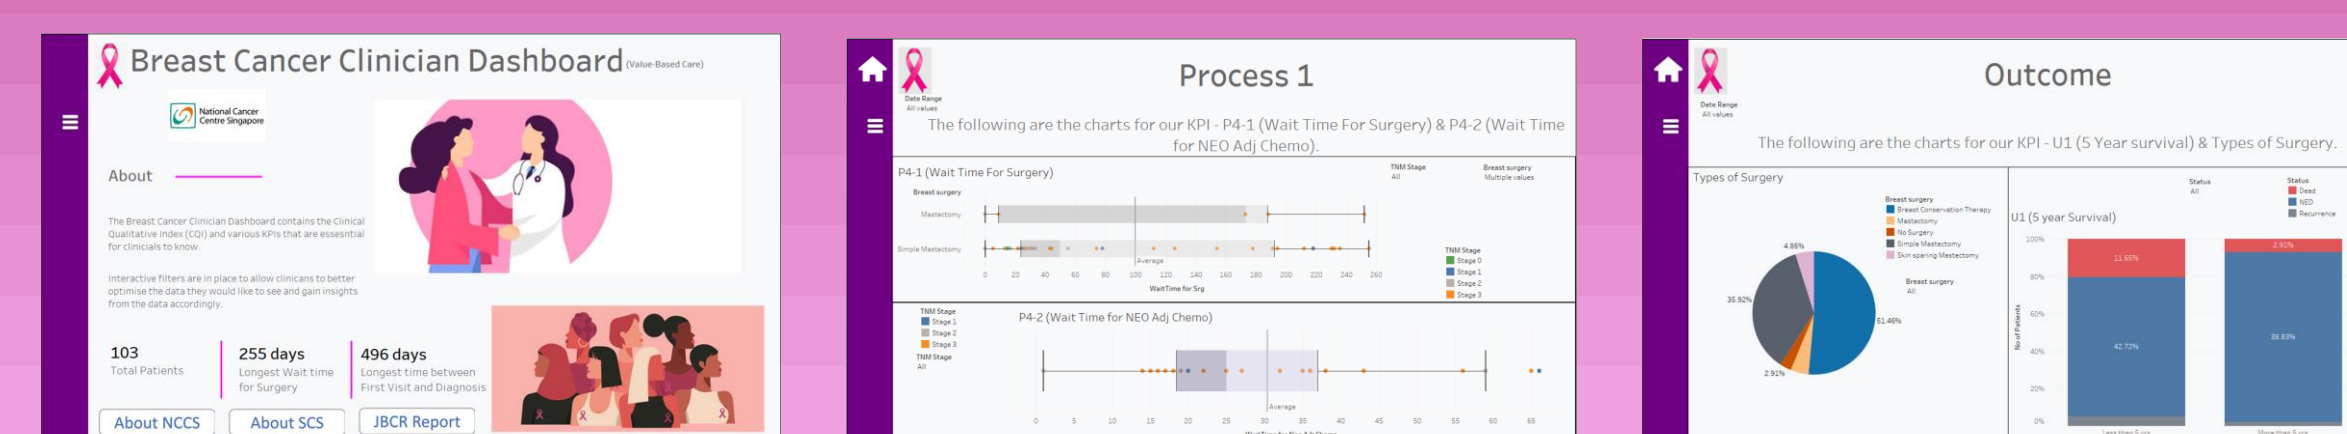 Breast Cancer Clinician Dashboard (Value-Based Care)
National Cancer
Centre Singapore
About
The Breast Cancer Clinician Dashboard contains the Clinical
Qualitative Index (CQI) and various KPIs that are essesntial
for clinicials to know.
Interactive filters are in place to allow clinicans to better
optimise the data they would like to see and gain insights
from the data accordingly.
103
Total Patients
255 days
Longest Wait time
for Surgery
496 days
Longest time between
First Visit and Diagnosis
About NCCS
About SCS
JBCR Report
Process 1
Date Range
All values
The following are the charts for our KPI - P4-1 (Wait Time For Surgery) & P4-2 (Wait Time
for NEO Adj Chemo).
P4-1 (Wait Time For Surgery)
TNM Stage
All
Breast surgery
Multiple values
Breast surgery
Mastectomy
Simple Mastectomy
Average
0 20 40 60 80 100 120 140 160 180 200 220 240 260
WaitTime for Srg
TNM Stage
Stage 0
Stage 1
Stage 2
Stage 3
TNM Stage
Stage 1
Stage 2
Stage 3
TNM Stage
All
P4-2 (Wait Time for NEO Adj Chemo)
Average
0 5 10 15 20 25 30 35 40 45 50 55 60 65
Outcome
Date Range
All values
The following are the charts for our KPI - U1 (5 Year survival) & Types of Surgery.
Types of Surgery
Breast surgery
Breast Conservation Therapy
Mastectomy
No Surgery
Simple Mastectomy
Skin sparing Mastectomy
Breast surgery
All
4.86%
35.92%
51.46%
2.91%
Status
All
Status
Dead
NED
Recurrence
U1 (5 year Survival)
No of Patients
100%
80%
60%
40%
20%
0%
11.65%
42.72%
2.91%
38.83%
Less than 5 yrs
More than 5 yrs